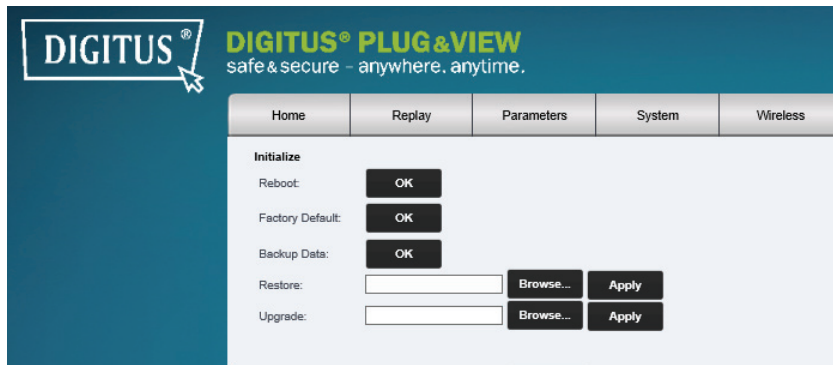 DIGITUS®
DIGITUS® PLUG&VIEW
safe & secure – anywhere. anytime.
Home Replay Parameters System Wireless
Initialize
Reboot: OK
Factory Default: OK
Backup Data: OK
Restore: Browse... Apply
Upgrade: Browse... Apply